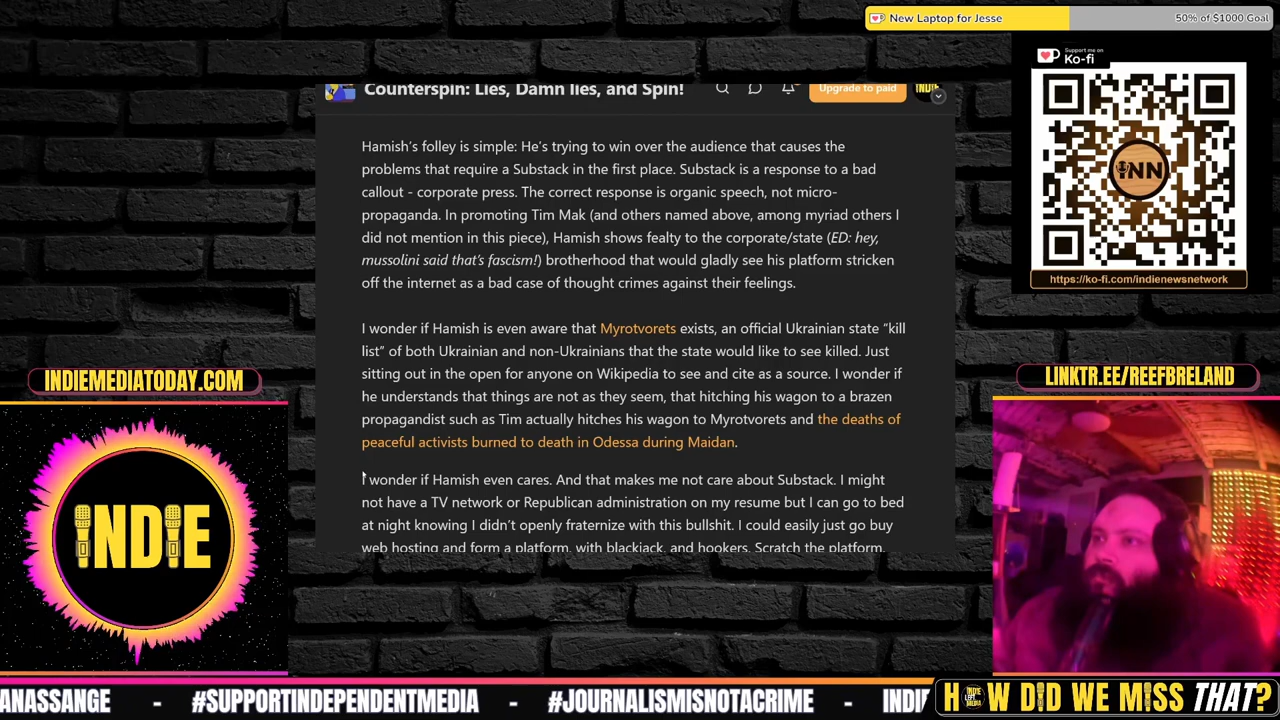 New Laptop for Jesse
50% of $1000 Goal
Support me on
Ko-fi
iNN
https://ko-fi.com/indienewsnetwork
Counterspin: Lies, Damn lies, and Spin!
Upgrade to paid
INDIE
Hamish's folley is simple: He's trying to win over the audience that causes the
problems that require a Substack in the first place. Substack is a response to a bad
callout - corporate press. The correct response is organic speech, not micro-
propaganda. In promoting Tim Mak (and others named above, among myriad others I
did not mention in this piece), Hamish shows fealty to the corporate/state (ED: hey,
mussolini said that's fascism!) brotherhood that would gladly see his platform stricken
off the internet as a bad case of thought crimes against their feelings.
I wonder if Hamish is even aware that Myrotvorets exists, an official Ukrainian state “kill
list” of both Ukrainian and non-Ukrainians that the state would like to see killed. Just
sitting out in the open for anyone on Wikipedia to see and cite as a source. I wonder if
he understands that things are not as they seem, that hitching his wagon to a brazen
propagandist such as Tim actually hitches his wagon to Myrotvorets and the deaths of
peaceful activists burned to death in Odessa during Maidan.
I wonder if Hamish even cares. And that makes me not care about Substack. I might
not have a TV network or Republican administration on my resume but I can go to bed
at night knowing I didn't openly fraternize with this bullshit. I could easily just go buy
web hosting and form a platform, with blackjack, and hookers. Scratch the platform.
INDIEMEDIATODAY.COM
INDIE
LINKTR.EE/REEFBRELAND
ANASSANGE - #SUPPORTINDEPENDENTMEDIA - #JOURNALISMISNOTACRIME - INDI
HOW DID WE MISS THAT?